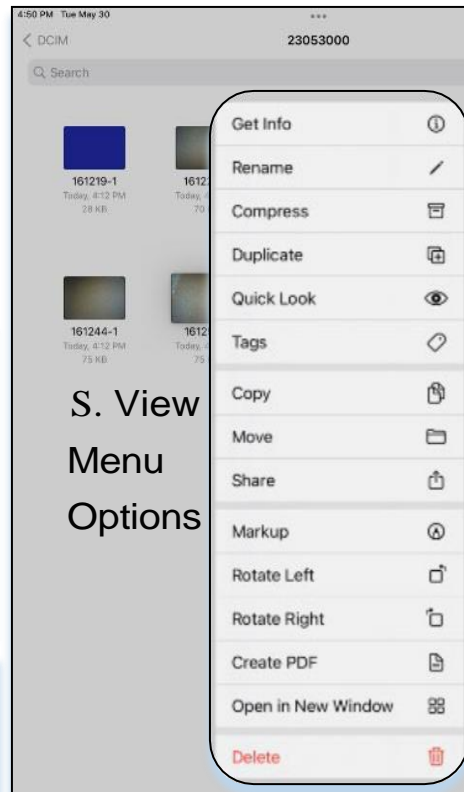 4:50 PM Tue May 30
DCIM
23053000
Search
161219-1
Today, 4:12 PM
28 KB
161244-1
Today, 4:12 PM
75 KB
75
S. View
Menu
Options
Get Info
Rename
Compress
Duplicate
Quick Look
Tags
Copy
Move
Share
Markup
Rotate Left
Rotate Right
Create PDF
Open in New Window
Delete